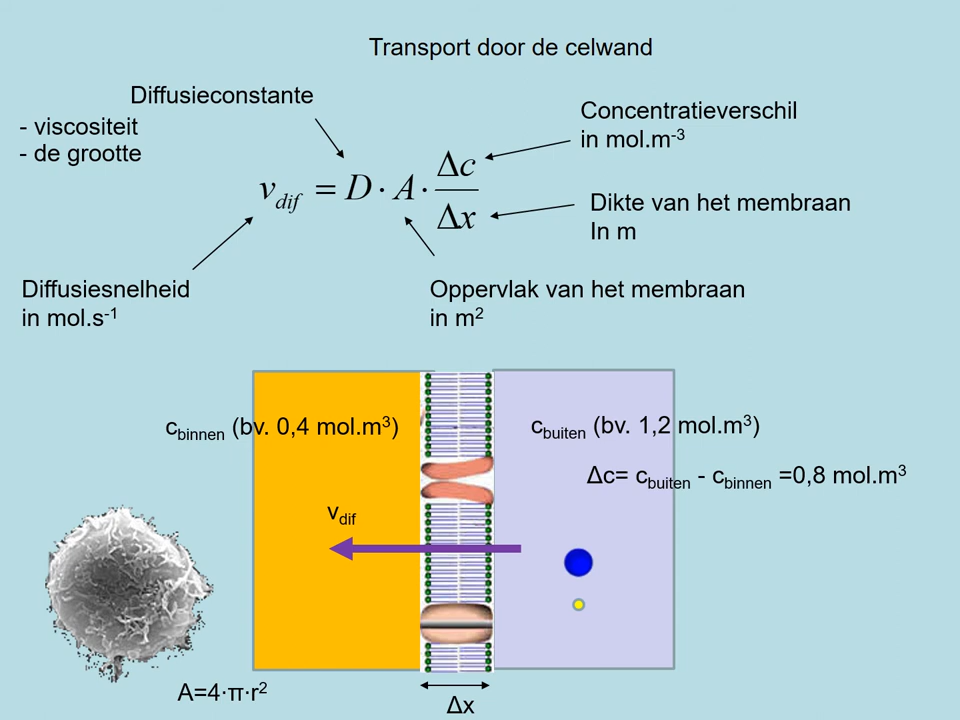 Transport door de celwand
Diffusieconstante
- viscositeit
- de grootte
Concentratieverschil
in mol.m⁻³
v_dif = D · A · Δc/Δx
Dikte van het membraan
In m
Diffusiesnelheid
in mol.s⁻¹
Oppervlak van het membraan
in m²
c_binnen (bv. 0,4 mol.m³)
c_buiten (bv. 1,2 mol.m³)
Δc= c_buiten - c_binnen =0,8 mol.m³
v_dif
A=4·π·r²
Δx